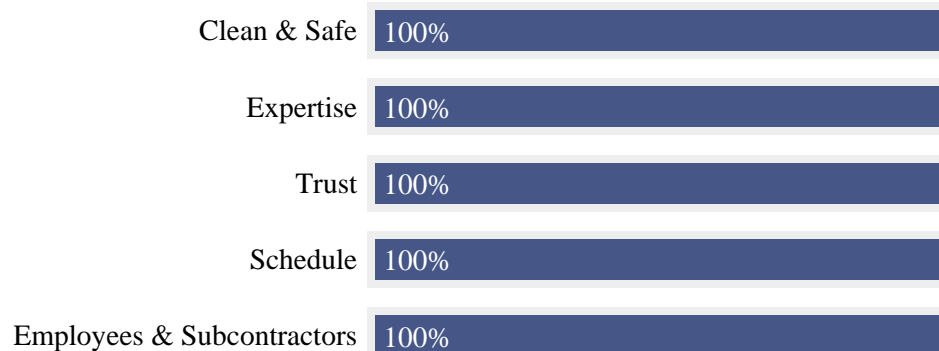 Clean & Safe 100%
Expertise 100%
Trust 100%
Schedule 100%
Employees & Subcontractors 100%